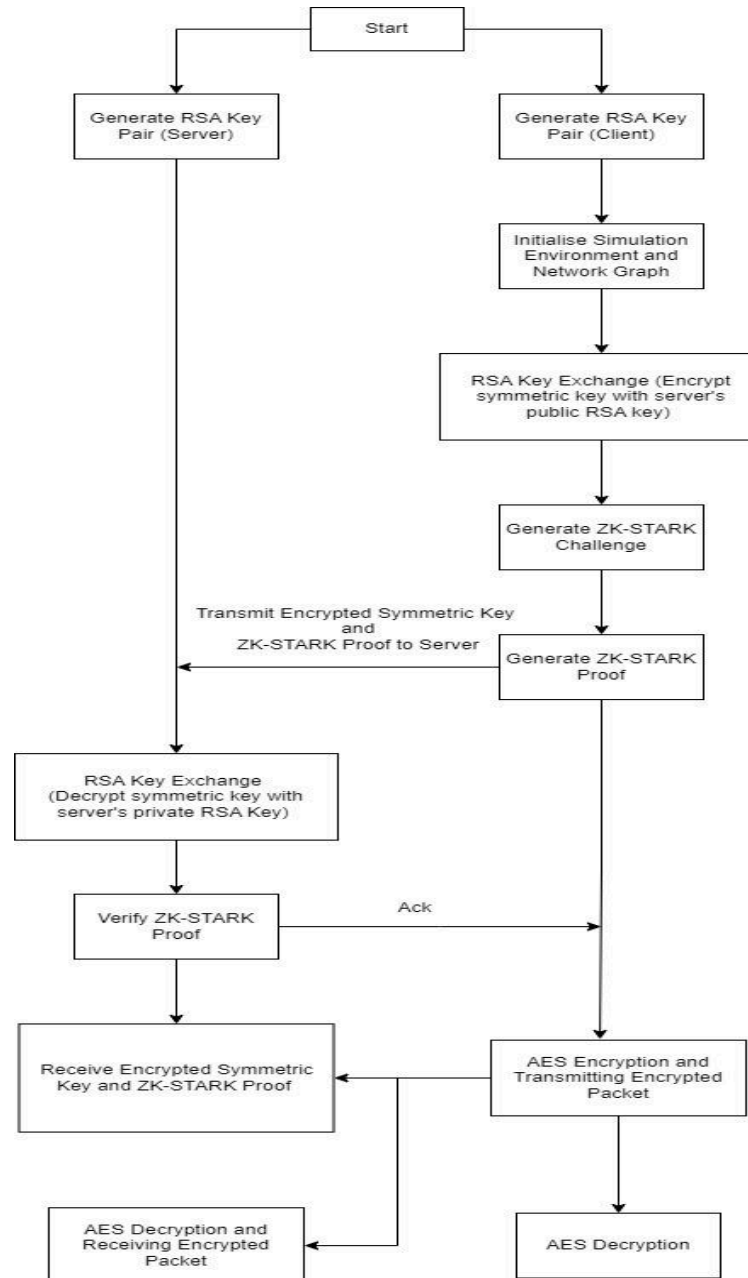 Start
Generate RSA Key
Pair (Server)
Generate RSA Key
Pair (Client)
Initialise Simulation
Environment and
Network Graph
RSA Key Exchange (Encrypt
symmetric key with server's
public RSA key)
Generate ZK-STARK
Challenge
Transmit Encrypted Symmetric Key
and
ZK-STARK Proof to Server
Generate ZK-STARK
Proof
RSA Key Exchange
(Decrypt symmetric key with
server's private RSA Key)
Verify ZK-STARK
Proof
Ack
Receive Encrypted Symmetric
Key and ZK-STARK Proof
AES Encryption and
Transmitting Encrypted
Packet
AES Decryption and
Receiving Encrypted
Packet
AES Decryption